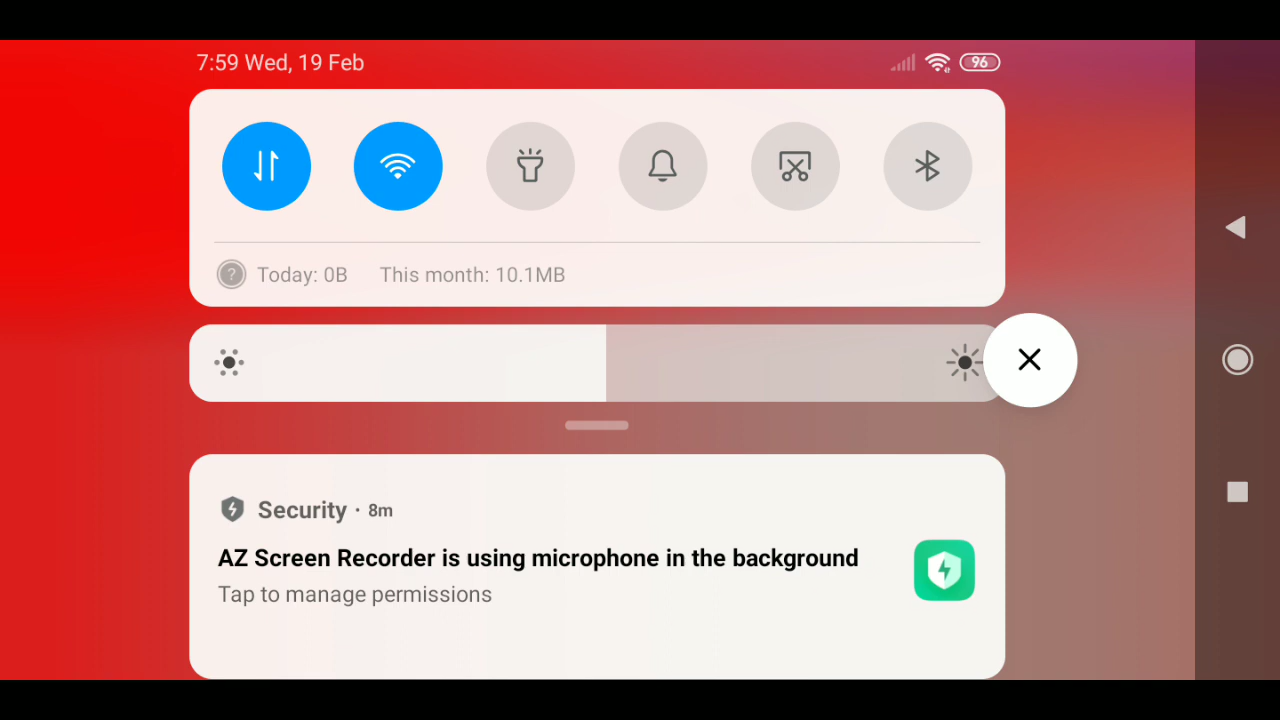 7:59 Wed, 19 Feb
96
? Today: 0B This month: 10.1MB
Security · 8m
AZ Screen Recorder is using microphone in the background
Tap to manage permissions